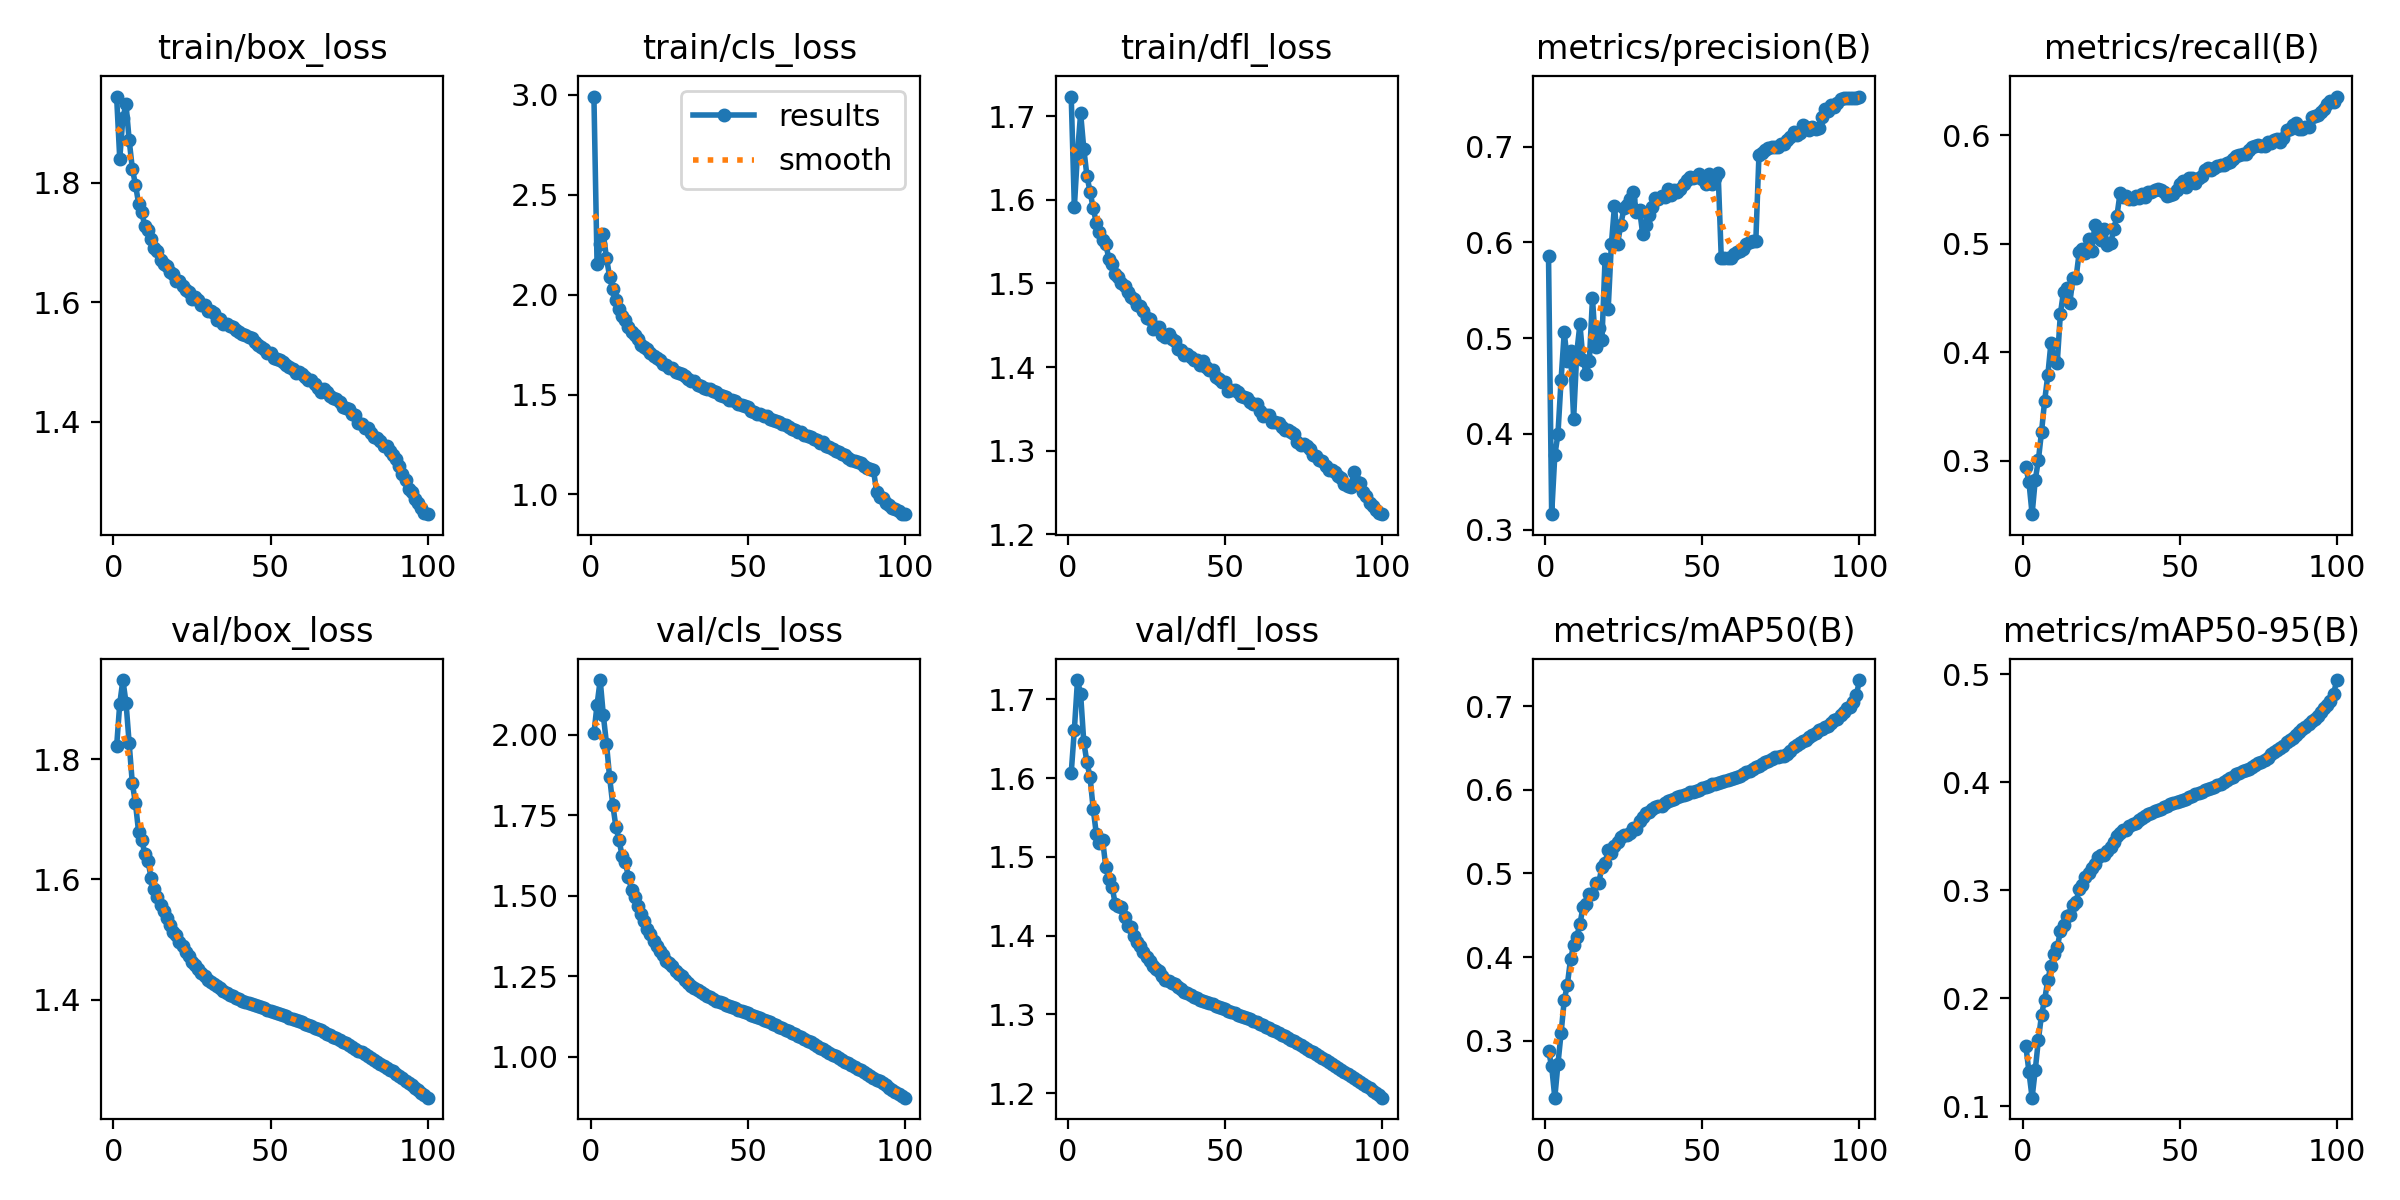 train/box_loss
1.8
1.6
1.4
0 50 100
train/cls_loss
3.0
2.5
2.0
1.5
1.0
results
smooth
0 50 100
train/dfl_loss
1.7
1.6
1.5
1.4
1.3
1.2
0 50 100
metrics/precision(B)
0.7
0.6
0.5
0.4
0.3
0 50 100
metrics/recall(B)
0.6
0.5
0.4
0.3
0 50 100
val/box_loss
1.8
1.6
1.4
0 50 100
val/cls_loss
2.00
1.75
1.50
1.25
1.00
0 50 100
val/dfl_loss
1.7
1.6
1.5
1.4
1.3
1.2
0 50 100
metrics/mAP50(B)
0.7
0.6
0.5
0.4
0.3
0 50 100
metrics/mAP50-95(B)
0.5
0.4
0.3
0.2
0.1
0 50 100